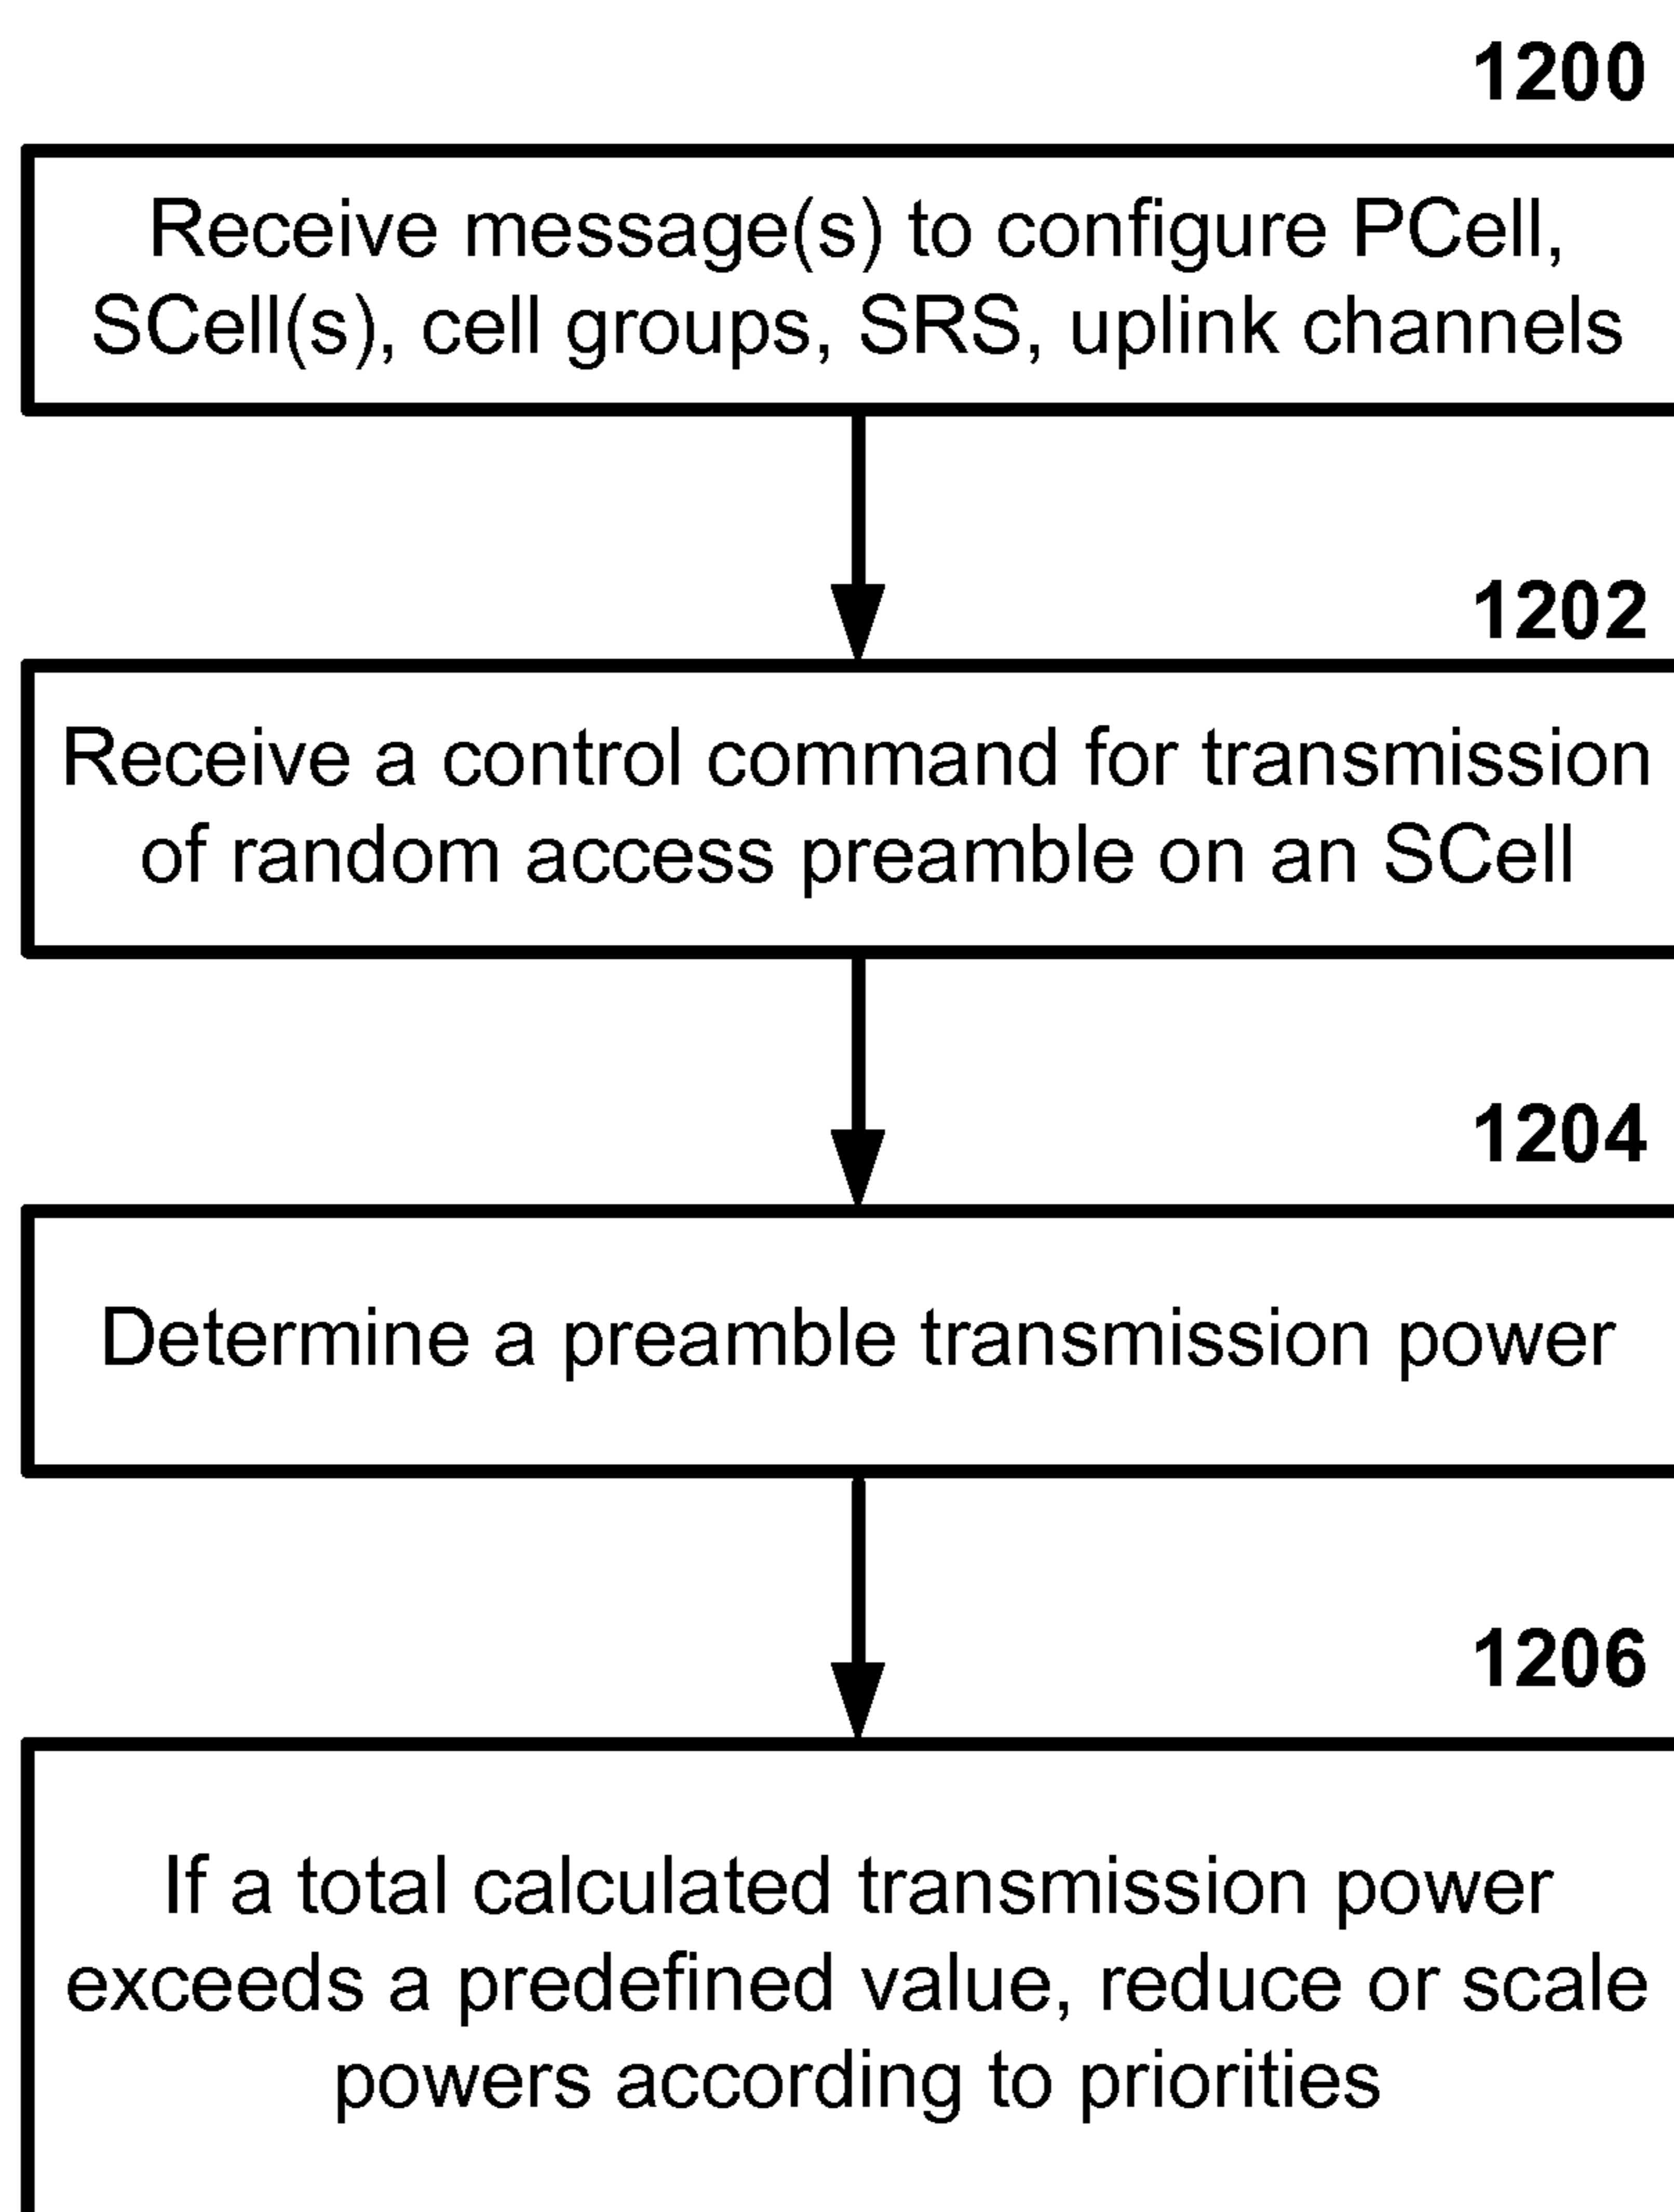 1200
Receive message(s) to configure PCell,
SCell(s), cell groups, SRS, uplink channels
1202
Receive a control command for transmission
of random access preamble on an SCell
1204
Determine a preamble transmission power
1206
If a total calculated transmission power
exceeds a predefined value, reduce or scale
powers according to priorities